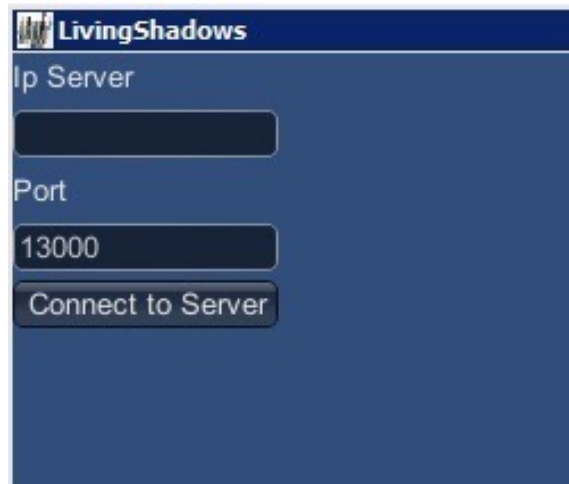 LivingShadows
Ip Server
Port
13000
Connect to Server